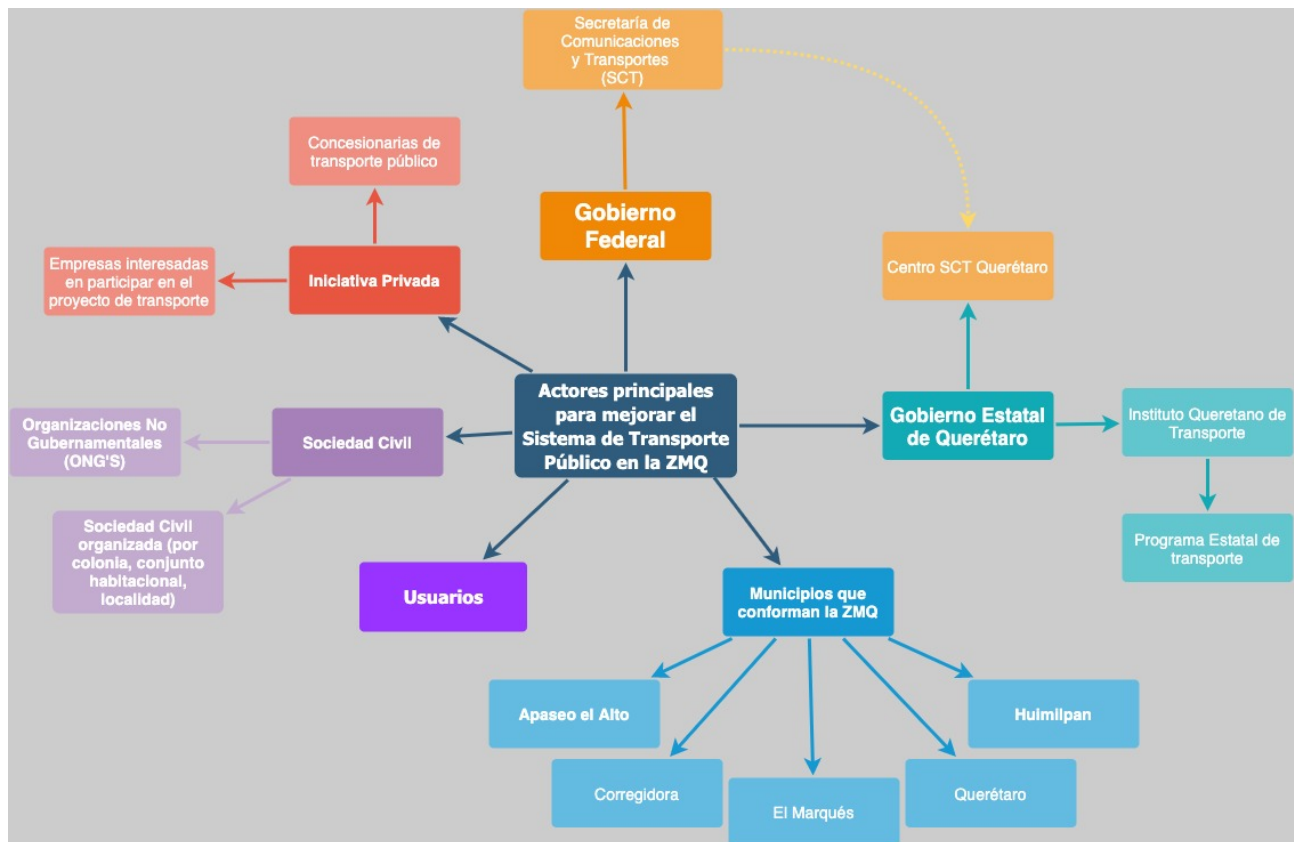 Secretaría de
Comunicaciones
y Transportes
(SCT)
Concesionarias de
transporte público
Gobierno
Federal
Empresas interesadas
en participar en el
proyecto de transporte
Iniciativa Privada
Centro SCT Querétaro
Actores principales
para mejorar el
Sistema de Transporte
Público en la ZMQ
Gobierno Estatal
de Querétaro
Instituto Queretano de
Transporte
Organizaciones No
Gubernamentales
(ONG'S)
Sociedad Civil
Sociedad Civil
organizada (por
colonia, conjunto
habitacional,
localidad)
Programa Estatal de
transporte
Usuarios
Municipios que
conforman la ZMQ
Apaseo el Alto
Huimilpan
Corregidora
El Marqués
Querétaro